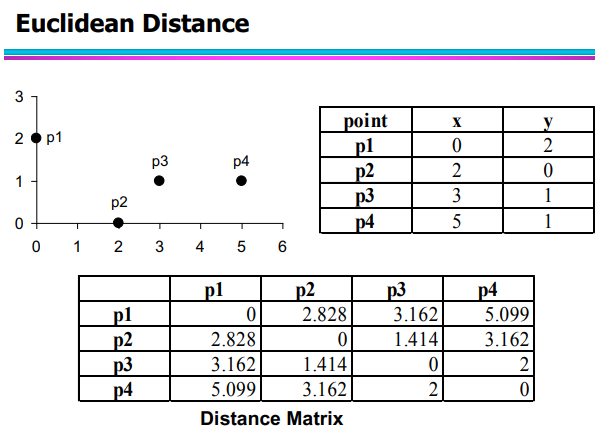 Euclidean Distance
3
2 p1
p3 p4
1
p2
0
0 1 2 3 4 5 6
point x y
p1 0 2
p2 2 0
p3 3 1
p4 5 1
p1 p2 p3 p4
p1 0 2.828 3.162 5.099
p2 2.828 0 1.414 3.162
p3 3.162 1.414 0 2
p4 5.099 3.162 2 0
Distance Matrix